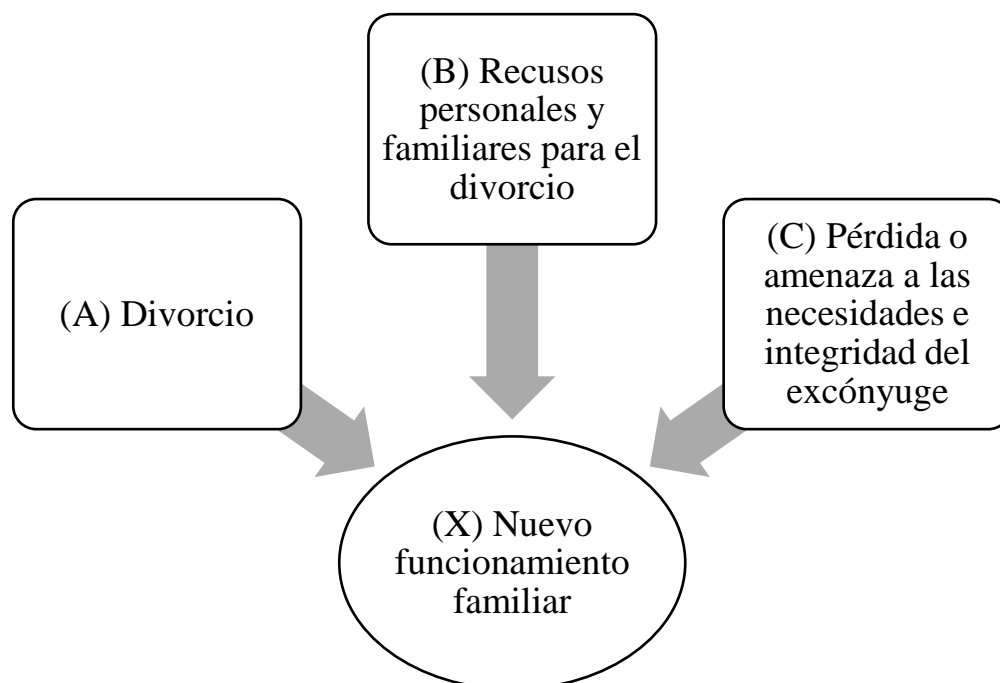 (B) Recusos
personales y
familiares para el
divorcio
(A) Divorcio
(C) Pérdida o
amenaza a las
necesidades e
integridad del
excónyuge
(X) Nuevo
funcionamiento
familiar